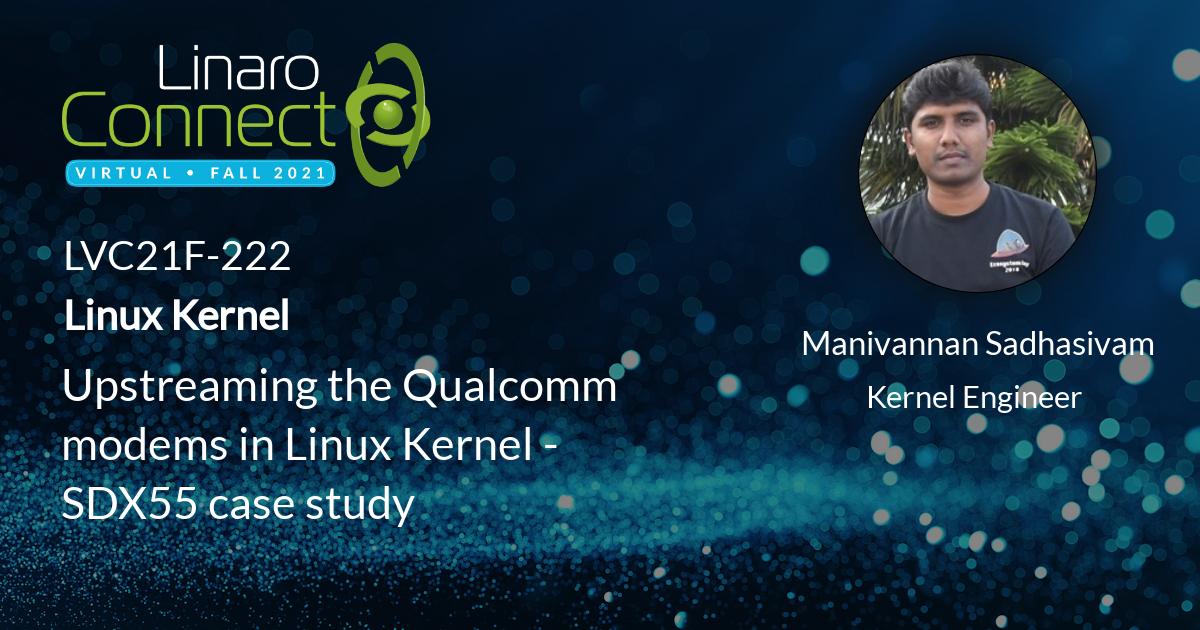 Linaro
Connect
VIRTUAL • FALL 2021
LVC21F-222
Linux Kernel
Upstreaming the Qualcomm
modems in Linux Kernel -
SDX55 case study
Manivannan Sadhasivam
Kernel Engineer
2018